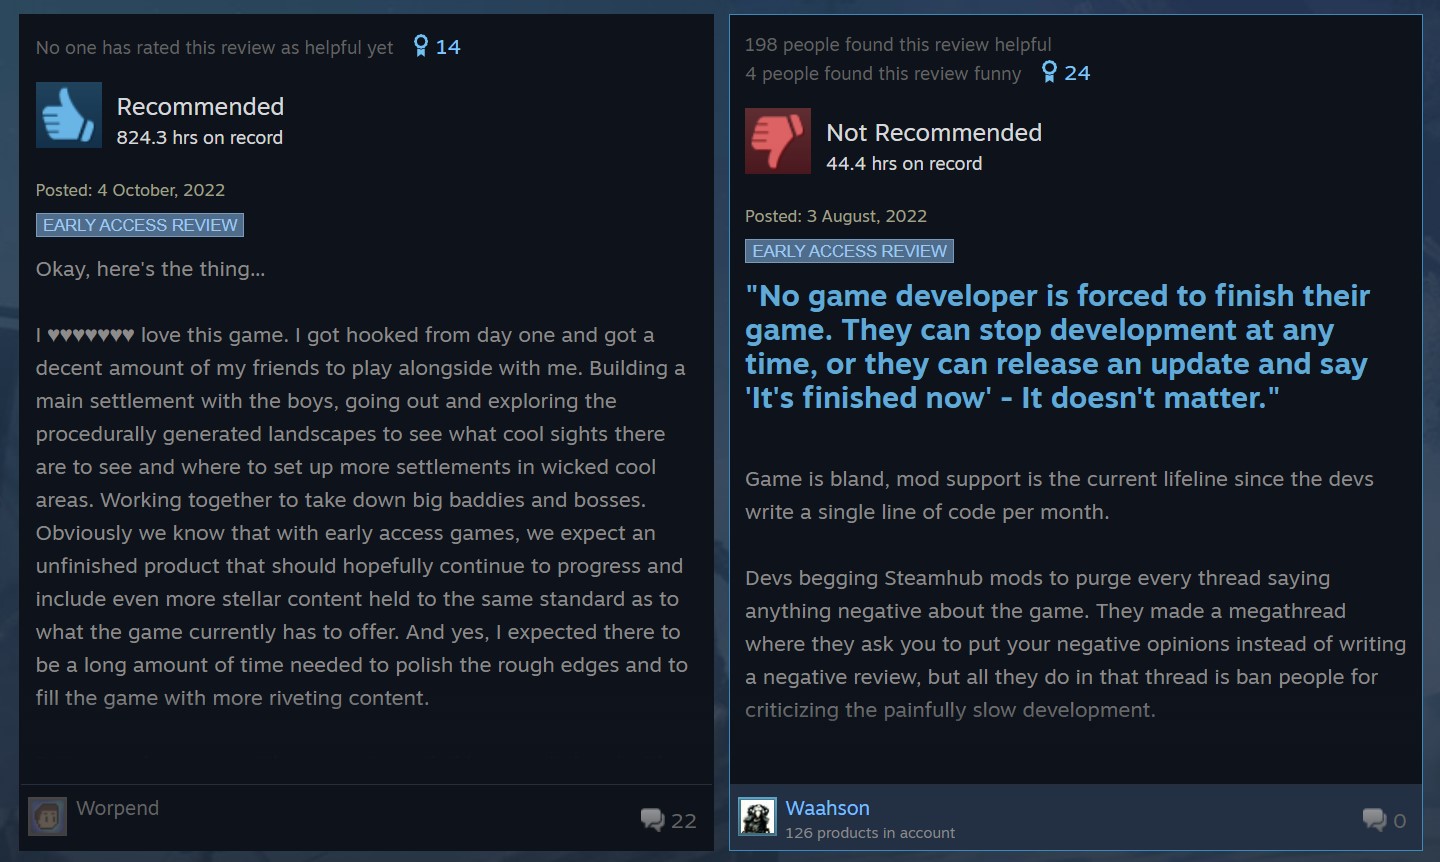 No one has rated this review as helpful yet 14
Recommended
824.3 hrs on record
Posted: 4 October, 2022
EARLY ACCESS REVIEW
Okay, here's the thing...
I ♥♥♥♥♥♥♥ love this game. I got hooked from day one and got a
decent amount of my friends to play alongside with me. Building a
main settlement with the boys, going out and exploring the
procedurally generated landscapes to see what cool sights there
are to see and where to set up more settlements in wicked cool
areas. Working together to take down big baddies and bosses.
Obviously we know that with early access games, we expect an
unfinished product that should hopefully continue to progress and
include even more stellar content held to the same standard as to
what the game currently has to offer. And yes, I expected there to
be a long amount of time needed to polish the rough edges and to
fill the game with more riveting content.
Worpend
22
198 people found this review helpful
4 people found this review funny 24
Not Recommended
44.4 hrs on record
Posted: 3 August, 2022
EARLY ACCESS REVIEW
"No game developer is forced to finish their
game. They can stop development at any
time, or they can release an update and say
'It's finished now' - It doesn't matter."
Game is bland, mod support is the current lifeline since the devs
write a single line of code per month.
Devs begging Steamhub mods to purge every thread saying
anything negative about the game. They made a megathread
where they ask you to put your negative opinions instead of writing
a negative review, but all they do in that thread is ban people for
criticizing the painfully slow development.
Waahson
126 products in account
0